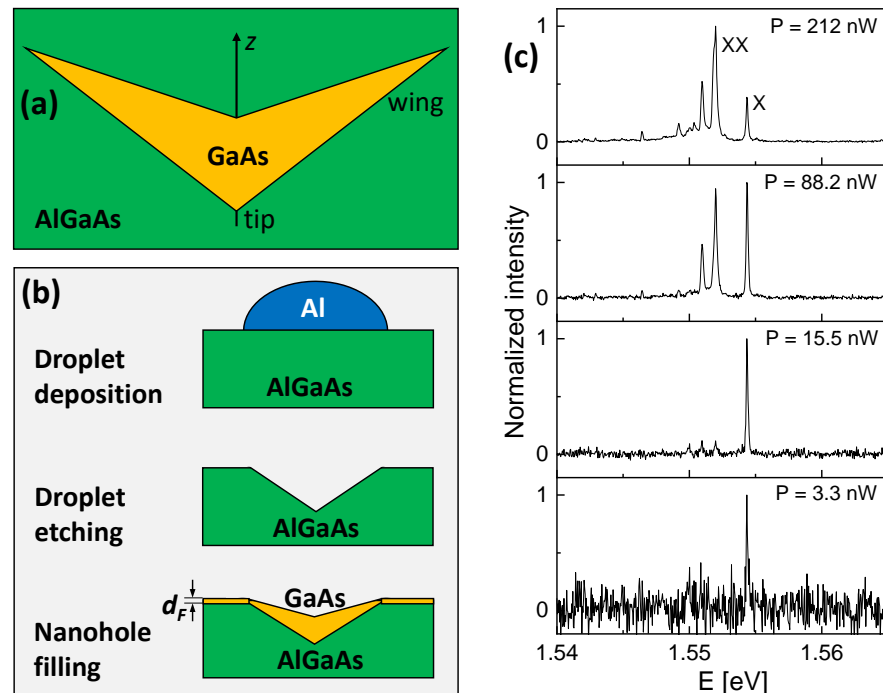 (a)
z
wing
GaAs
AlGaAs
tip
(b)
Al
Droplet
deposition
AlGaAs
Droplet
etching
AlGaAs
d_F
GaAs
Nanohole
filling
AlGaAs
(c)
P = 212 nW
XX
X
1
0
P = 88.2 nW
1
0
P = 15.5 nW
1
0
P = 3.3 nW
1
0
Normalized intensity
1.54 1.55 1.56
E [eV]